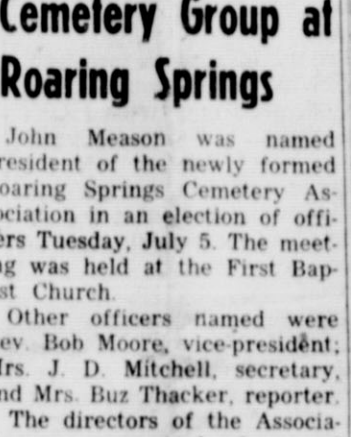 Cemetery Group at
Roaring Springs
John Meason was named
resident of the newly formed
oaring Springs Cemetery As-
ociation in an election of offi-
ers Tuesday, July 5. The meet-
g was held at the First Bap-
st Church.
Other officers named were
ev. Bob Moore, vice-president;
rs. J. D. Mitchell, secretary,
nd Mrs. Buz Thacker, reporter.
The directors of the Associa-